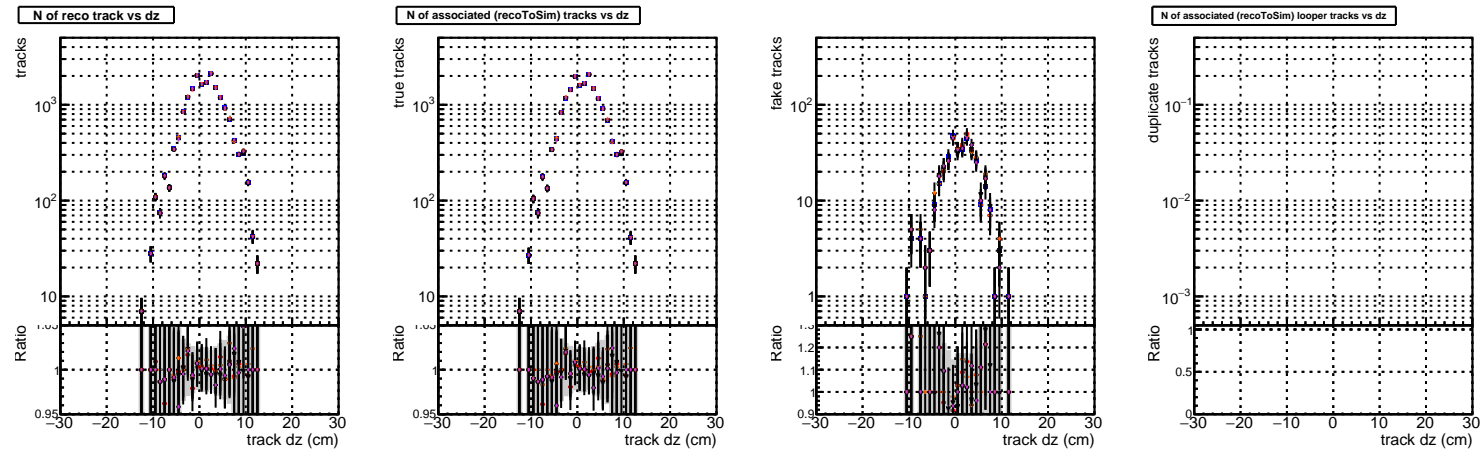 N of reco track vs dz
tracks
10³
10²
10
Ratio
1
0.95
−30 −20 −10 0 10 20 30
track dz (cm)
N of associated (recoToSim) tracks vs dz
true tracks
10³
10²
10
Ratio
1
0.95
−30 −20 −10 0 10 20 30
track dz (cm)
fake tracks
10²
10
1
Ratio
1.3
1.2
1.1
1
0.9
−30 −20 −10 0 10 20 30
track dz (cm)
N of associated (recoToSim) looper tracks vs dz
duplicate tracks
10⁻¹
10⁻²
10⁻³
Ratio
1
0.5
0
−30 −20 −10 0 10 20 30
track dz (cm)